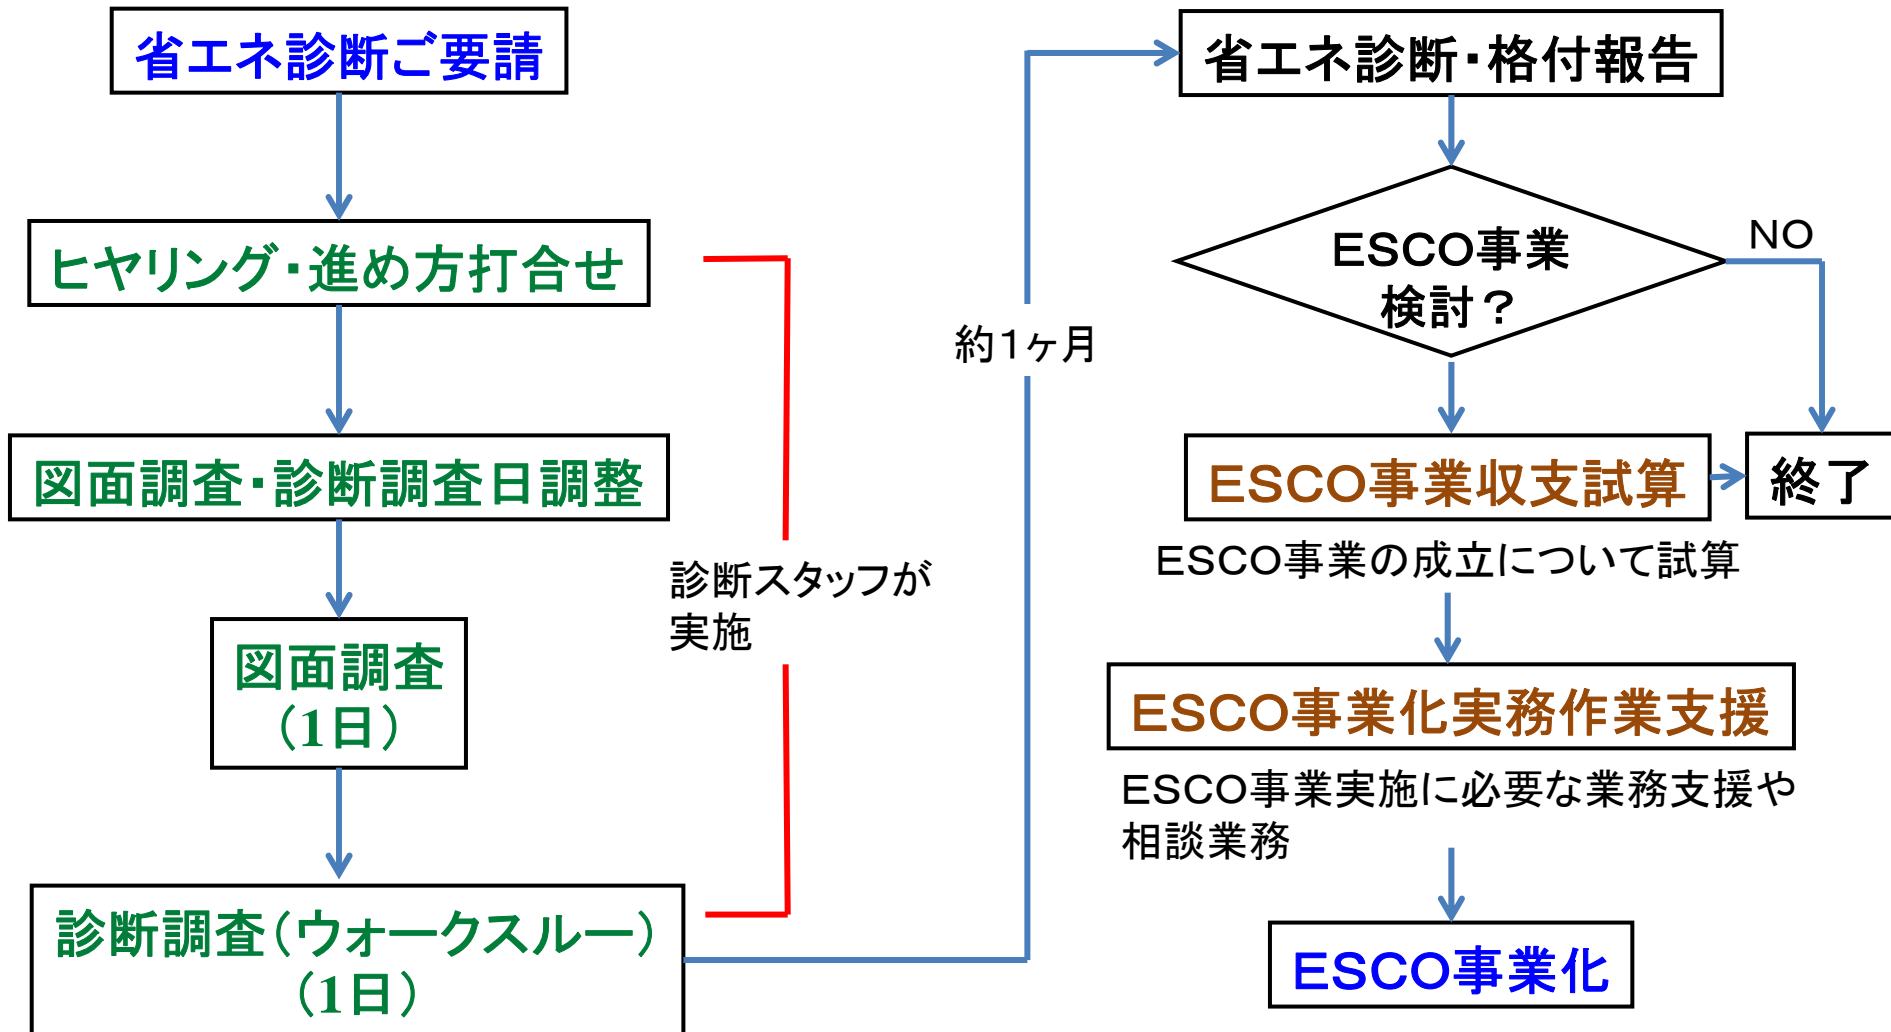 省エネ診断ご要請
ヒヤリング・進め方打合せ
図面調査・診断調査日調整
図面調査
（1日）
診断調査（ウォークスルー）
（1日）
診断スタッフが
実施
約１ヶ月
省エネ診断・格付報告
ＥＳＣＯ事業
検討？
ＮＯ
ＥＳＣＯ事業収支試算
終了
ＥＳＣＯ事業の成立について試算
ＥＳＣＯ事業化実務作業支援
ＥＳＣＯ事業実施に必要な業務支援や
相談業務
ＥＳＣＯ事業化